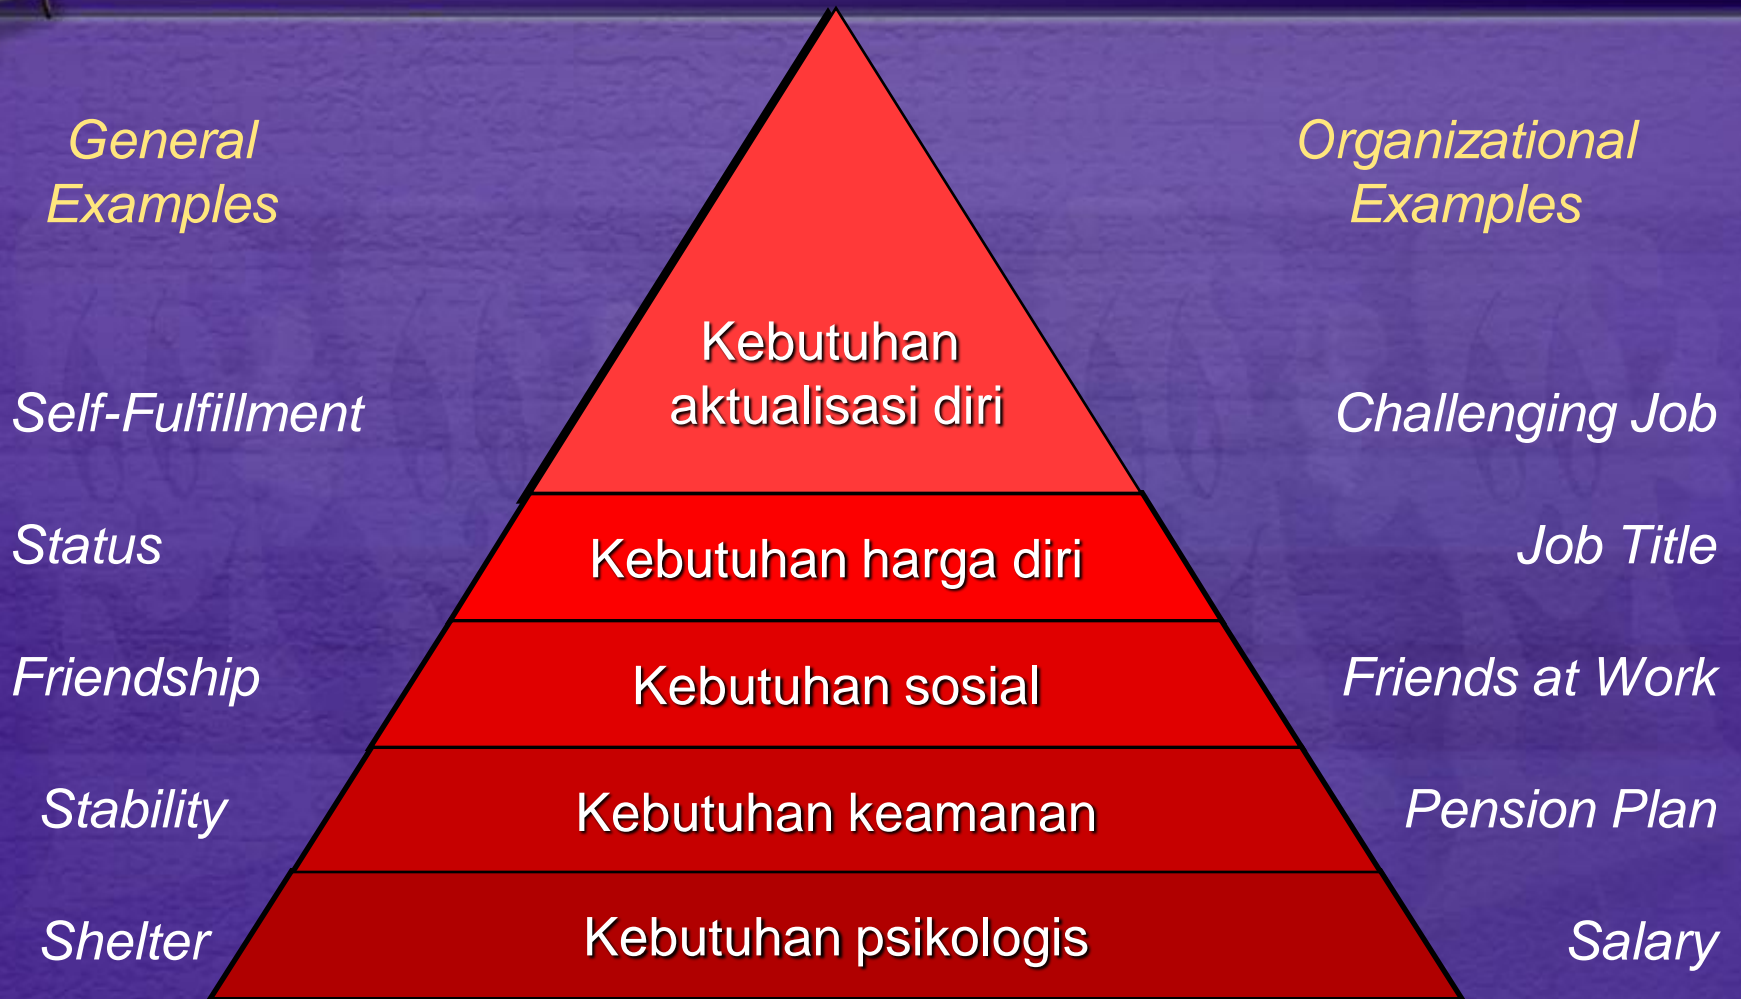 General
Examples
Organizational
Examples
Kebutuhan
aktualisasi diri
Self-Fulfillment
Challenging Job
Status
Kebutuhan harga diri
Job Title
Friendship
Kebutuhan sosial
Friends at Work
Stability
Kebutuhan keamanan
Pension Plan
Shelter
Kebutuhan psikologis
Salary